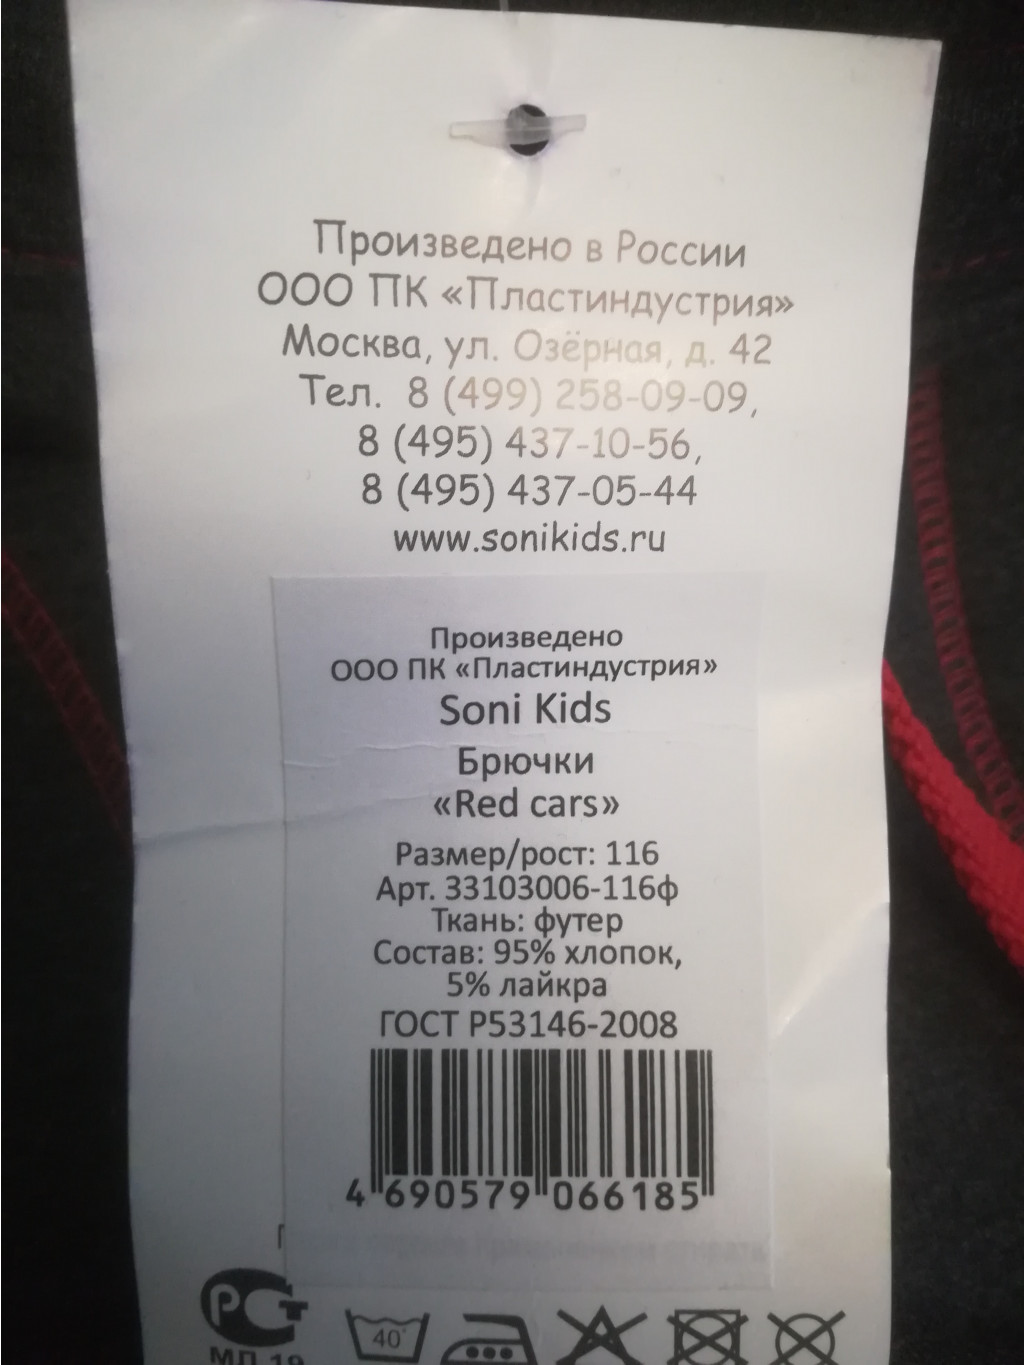 Произведено в России
ООО ПК «Пластиндустрия»
Москва, ул. Озёрная, д. 42
Тел. 8 (499) 258-09-09,
8 (495) 437-10-56,
8 (495) 437-05-44
www.sonikids.ru
Произведено
ООО ПК «Пластиндустрия»
Soni Kids
Брючки
«Red cars»
Размер/рост: 116
Арт. 33103006-116ф
Ткань: футер
Состав: 95% хлопок,
5% лайкра
ГОСТ Р53146-2008
4 690579 066185
РСТ
40°